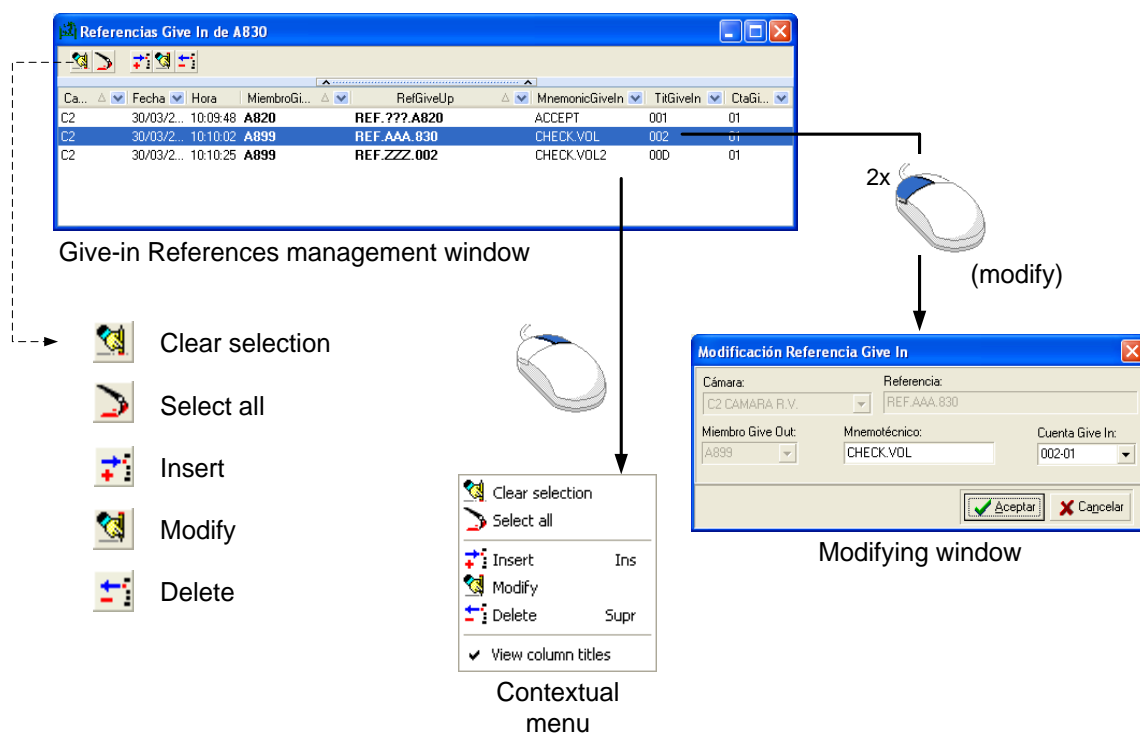 Referencias Give In de A830
Ca... Fecha Hora MiembroGi... RefGiveUp MnemonicGiveIn TitGiveIn CtaGi...
C2 30/03/2... 10:09:48 A820 REF.???.A820 ACCEPT 001 01
C2 30/03/2... 10:10:02 A899 REF.AAA.830 CHECK.VOL 002 01
C2 30/03/2... 10:10:25 A899 REF.ZZZ.002 CHECK.VOL2 00D 01
Give-in References management window
2x
(modify)
Clear selection
Select all
Insert
Modify
Delete
Clear selection
Select all
Insert Ins
Modify
Delete Supr
View column titles
Contextual
menu
Modificación Referencia Give In
Cámara: Referencia:
C2 CAMARA R.V. REF.AAA.830
Miembro Give Out: Mnemotécnico: Cuenta Give In:
A899 CHECK.VOL 002-01
Aceptar Cancelar
Modifying window